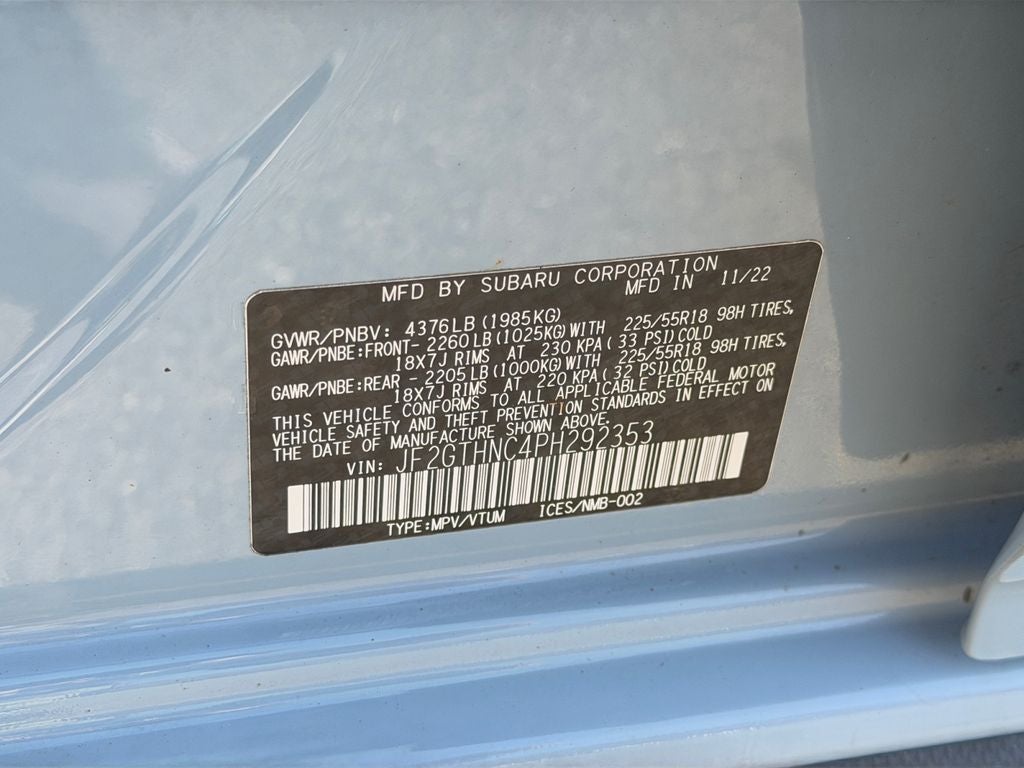 MFD BY SUBARU CORPORATION
MFD IN 11/22
GVWR/PNBV: 4376LB(1985KG)
GAWR/PNBE:FRONT- 2260LB(1025KG)WITH 225/55R18 98H TIRES,
18X7J RIMS AT 230 KPA( 33 PSI)COLD
GAWR/PNBE:REAR - 2205LB(1000KG)WITH 225/55R18 98H TIRES,
18X7J RIMS AT 220 KPA( 32 PSI)COLD
THIS VEHICLE CONFORMS TO ALL APPLICABLE FEDERAL MOTOR
VEHICLE SAFETY AND THEFT PREVENTION STANDARDS IN EFFECT ON
THE DATE OF MANUFACTURE SHOWN ABOVE.
VIN: JF2GTHNC4PH292353
TYPE:MPV/VTUM ICES/NMB-002